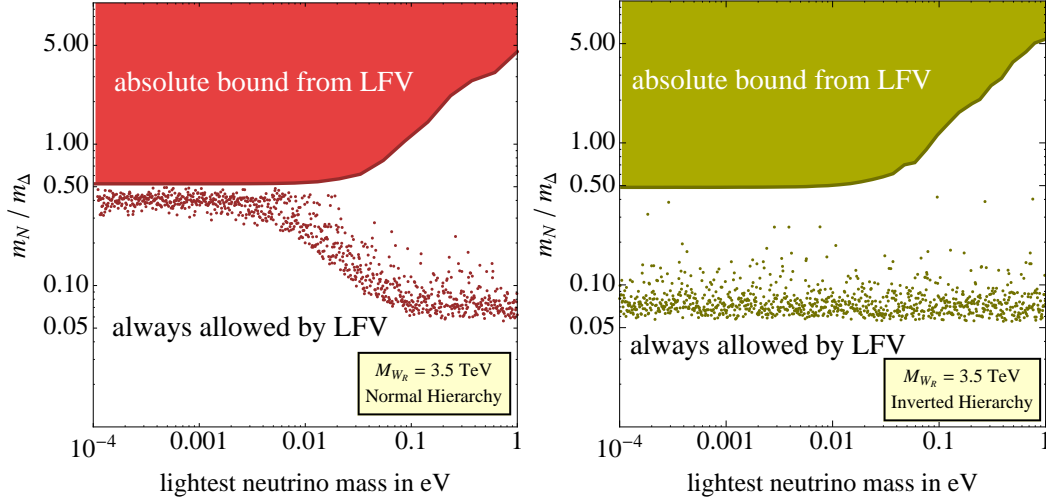 absolute bound from LFV
always allowed by LFV
M_{W_R} = 3.5 TeV
Normal Hierarchy
5.00
1.00
0.50
0.10
0.05
m_N / m_Δ
10^{-4}
0.001
0.01
0.1
1
lightest neutrino mass in eV
absolute bound from LFV
always allowed by LFV
M_{W_R} = 3.5 TeV
Inverted Hierarchy
5.00
1.00
0.50
0.10
0.05
m_N / m_Δ
10^{-4}
0.001
0.01
0.1
1
lightest neutrino mass in eV